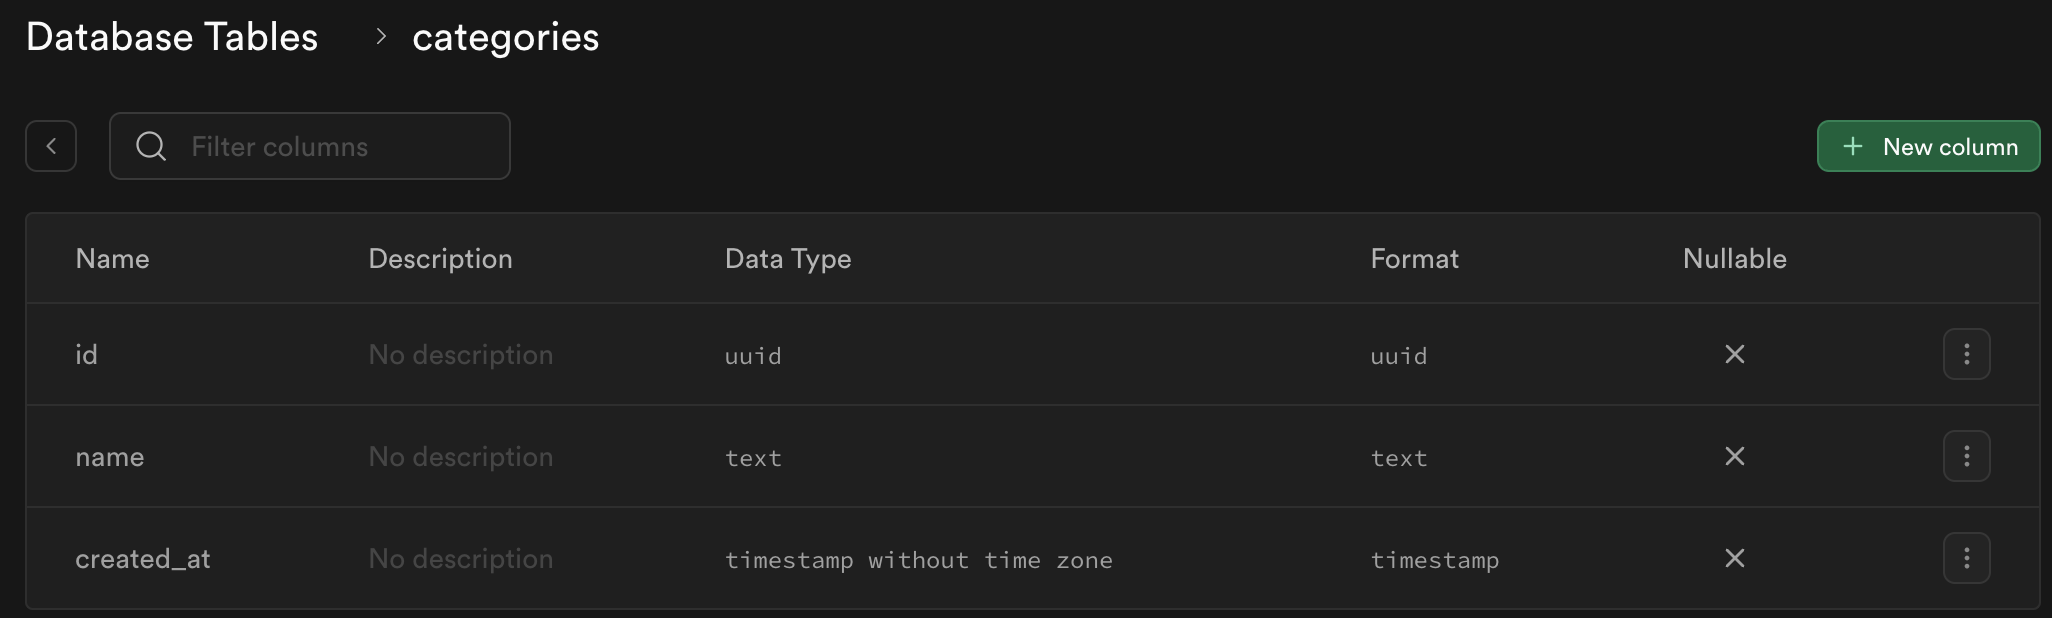 Database Tables > categories
Filter columns
+ New column
Name Description Data Type Format Nullable
id No description uuid uuid
name No description text text
created_at No description timestamp without time zone timestamp